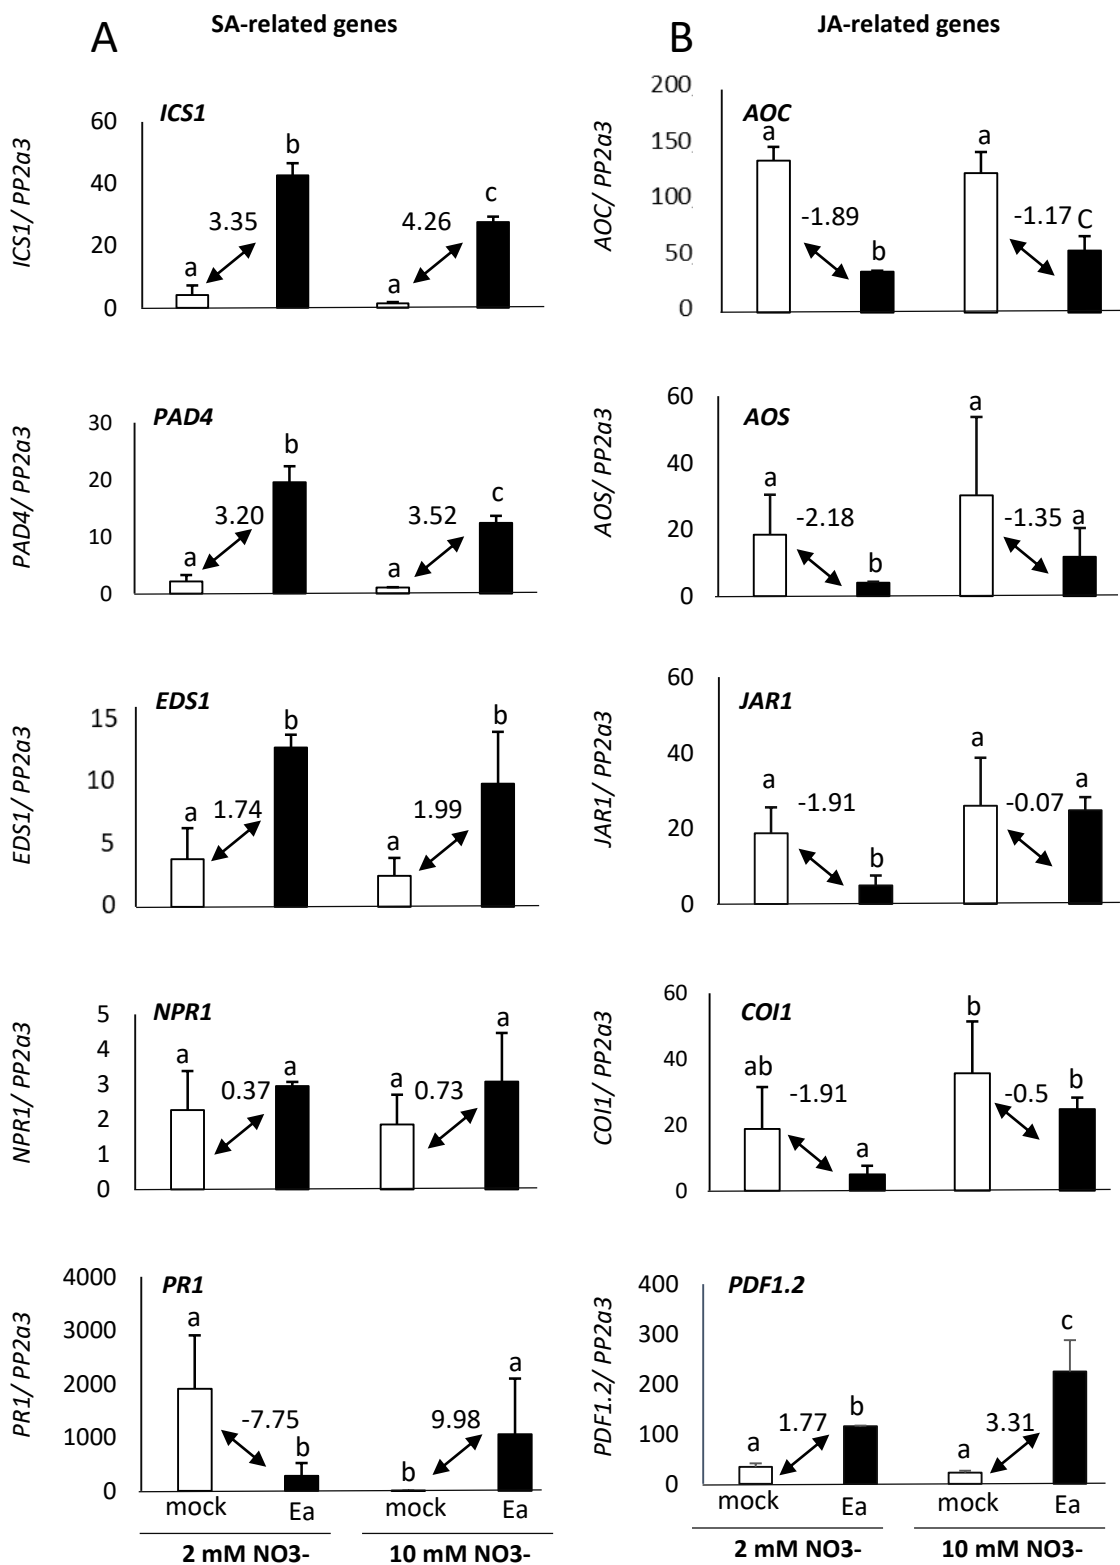 A SA-related genes
ICS1
ICS1/ PP2a3
60
40
20
0
a
3.35
b
a
4.26
c
PAD4
PAD4/ PP2a3
30
20
10
0
a
3.20
b
a
3.52
c
EDS1
EDS1/ PP2a3
15
10
5
0
a
1.74
b
a
1.99
b
NPR1
NPR1/ PP2a3
5
4
3
2
1
0
a
0.37
a
a
0.73
a
PR1
PR1/ PP2a3
4000
3000
2000
1000
0
a
-7.75
b
b
9.98
a
mock Ea mock Ea
2 mM NO3- 10 mM NO3-
B JA-related genes
AOC
AOC/ PP2a3
200
150
100
50
0
a
-1.89
b
a
-1.17
C
AOS
AOS/ PP2a3
60
40
20
0
a
-2.18
b
a
-1.35
a
JAR1
JAR1/ PP2a3
60
40
20
0
a
-1.91
b
a
-0.07
a
COI1
COI1/ PP2a3
60
40
20
0
ab
-1.91
a
b
-0.5
b
PDF1.2
PDF1.2/ PP2a3
400
300
200
100
0
a
1.77
b
a
3.31
c
mock Ea mock Ea
2 mM NO3- 10 mM NO3-